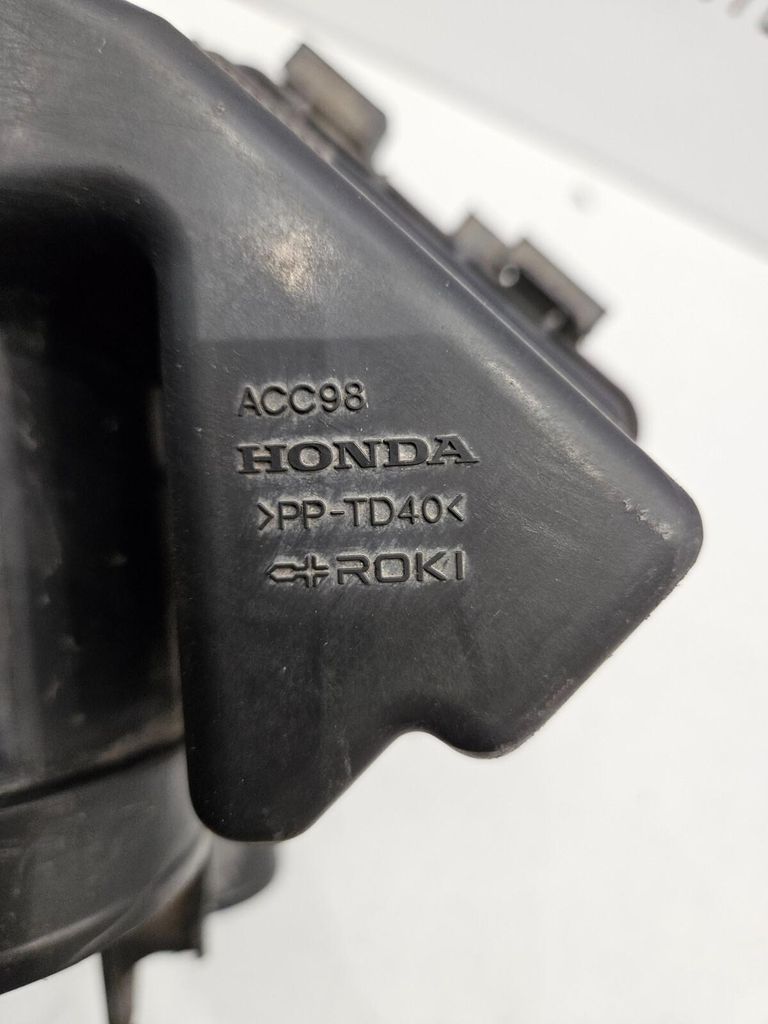 ACC98
HONDA
>PP-TD40<
ROKI